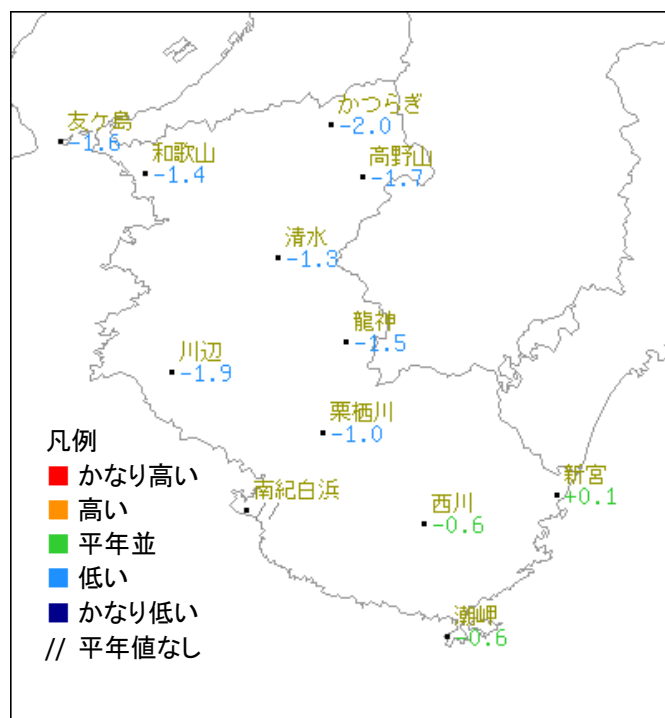 かつらぎ
-2.0
友ケ島
-1.6
和歌山
-1.4
高野山
-1.7
清水
-1.3
龍神
-1.5
川辺
-1.9
栗栖川
-1.0
南紀白浜
//
西川
-0.6
新宮
+0.1
潮岬
-0.6
凡例
かなり高い
高い
平年並
低い
かなり低い
// 平年値なし